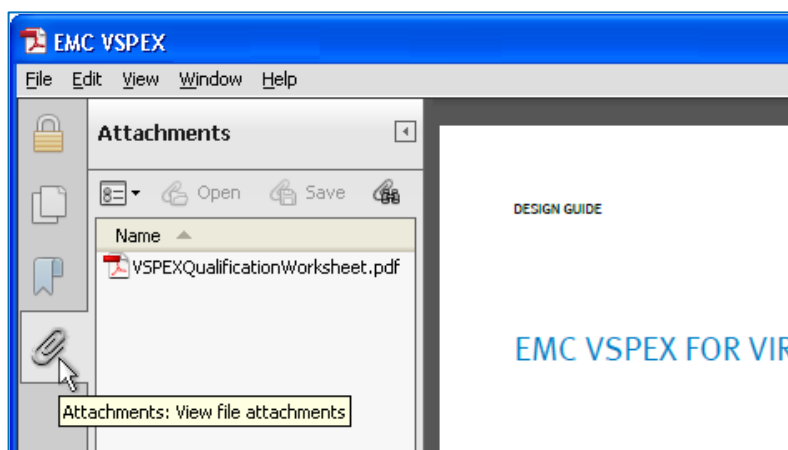 EMC VSPEX
File Edit View Window Help
Attachments
Open Save
Name
VSPEXQualificationWorksheet.pdf
Attachments: View file attachments
DESIGN GUIDE
EMC VSPEX FOR VIR